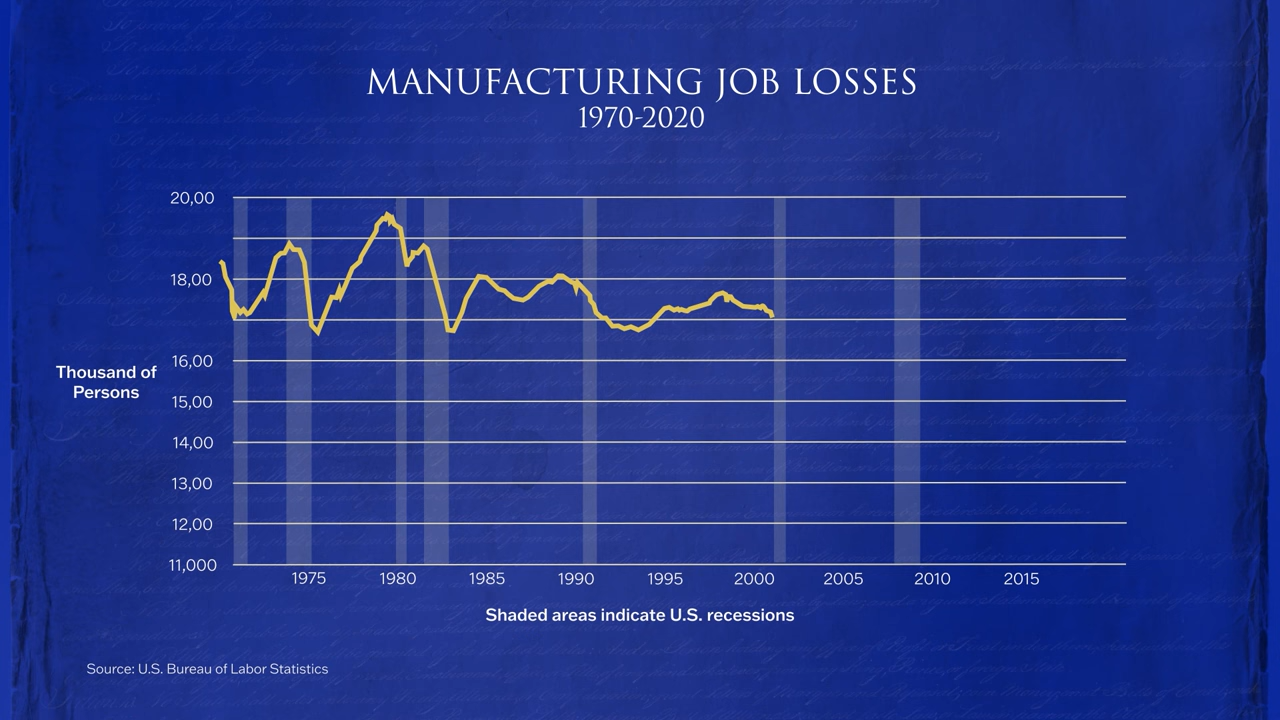 MANUFACTURING JOB LOSSES
1970-2020
20,00
18,00
Thousand of
Persons
16,00
15,00
14,00
13,00
12,00
11,000
1975 1980 1985 1990 1995 2000 2005 2010 2015
Shaded areas indicate U.S. recessions
Source: U.S. Bureau of Labor Statistics